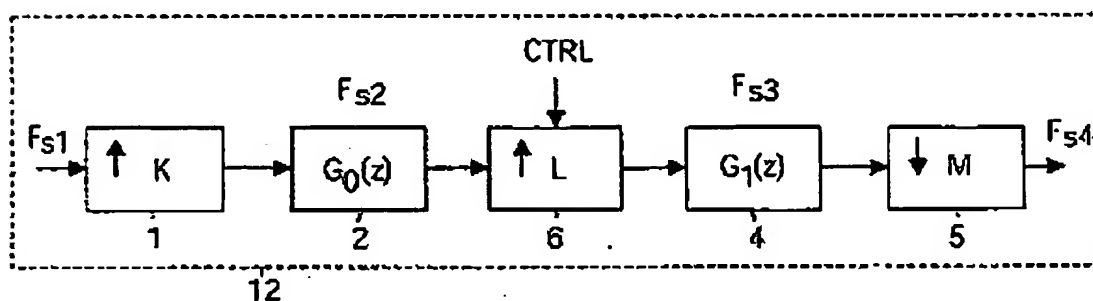 CTRL
Fs1 Fs2 Fs3 Fs4
↑ K G0(z) ↑ L G1(z) ↓ M
1 2 6 4 5
12